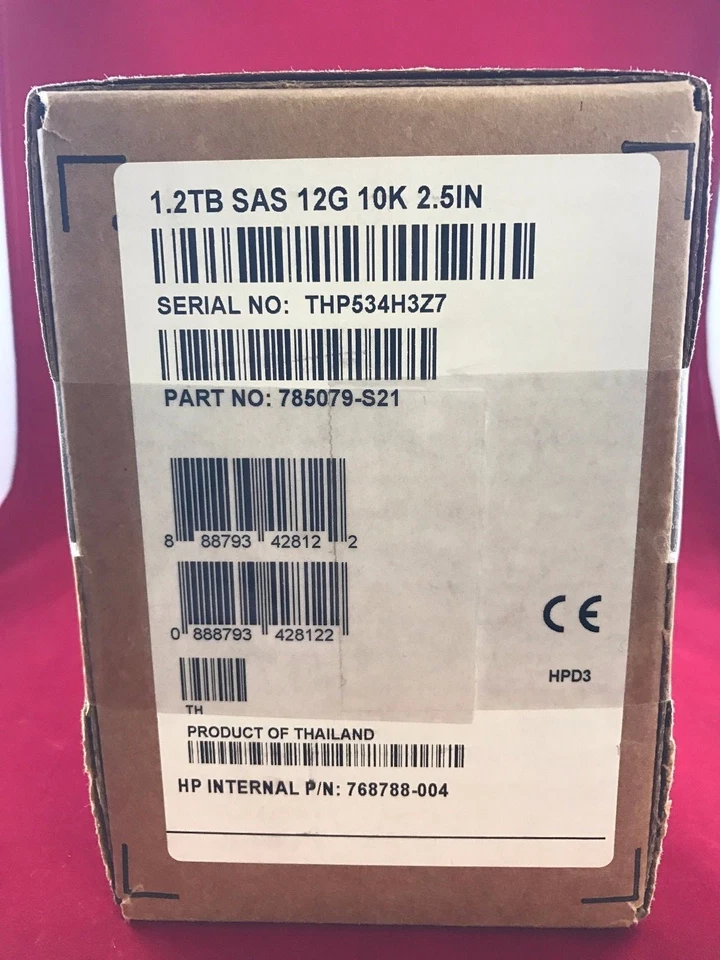 1.2TB SAS 12G 10K 2.5IN
SERIAL NO: THP534H3Z7
PART NO: 785079-S21
8 88793 42812 2
0 888793 428122
CE
HPD3
TH
PRODUCT OF THAILAND
HP INTERNAL P/N: 768788-004